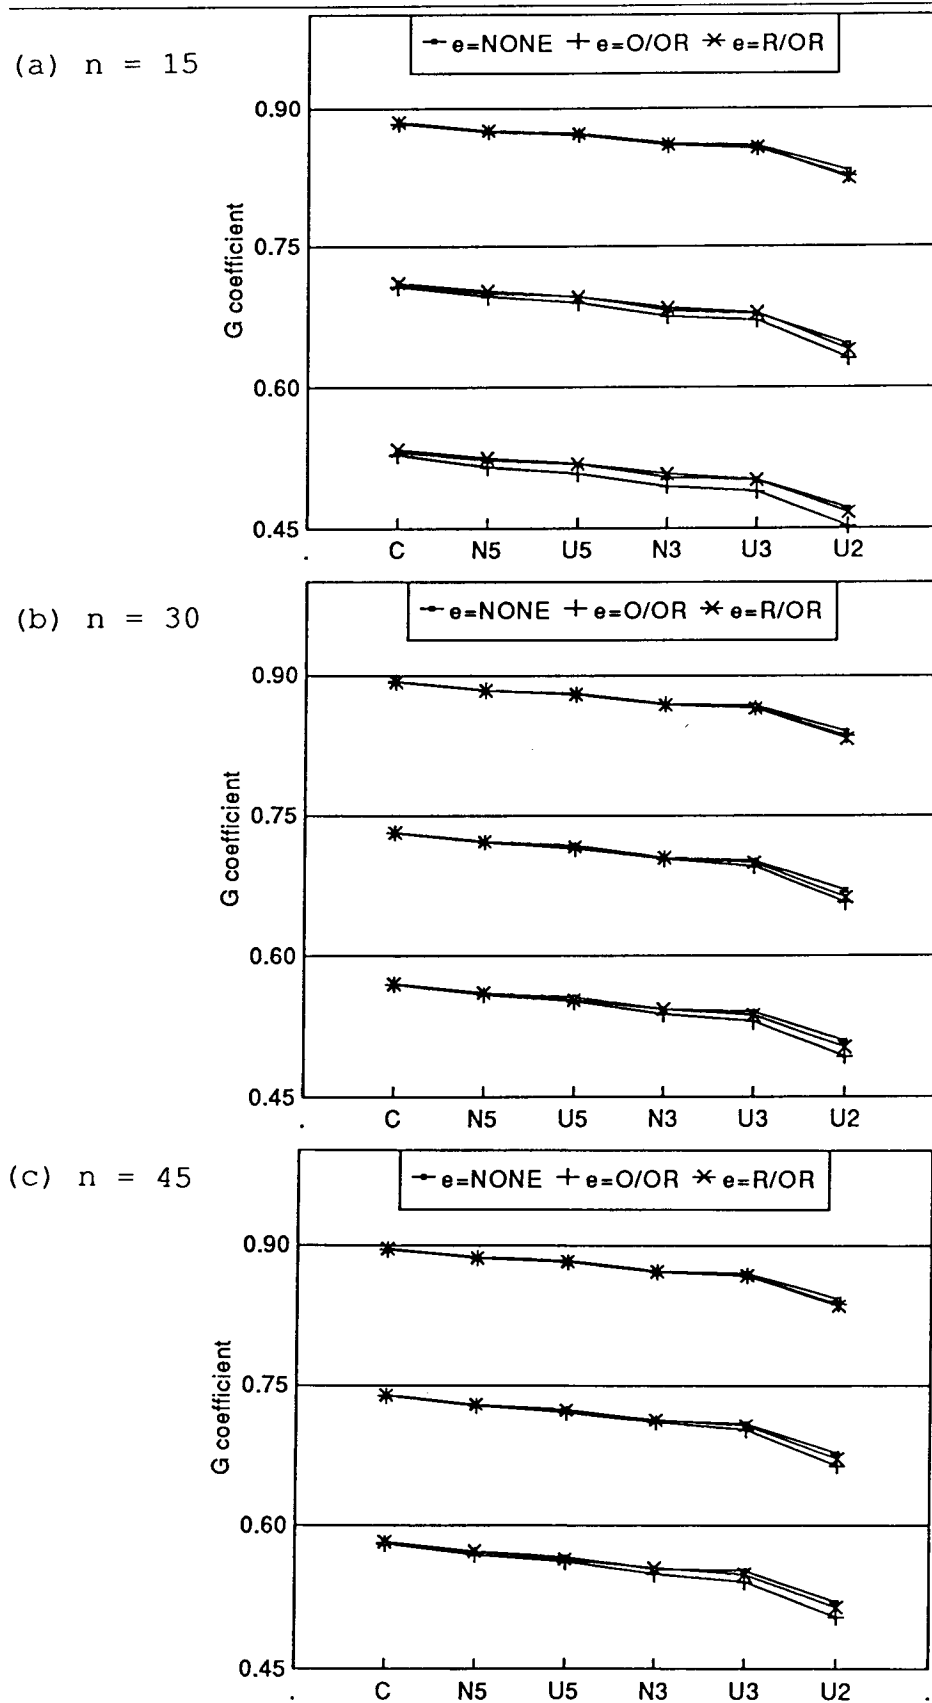 (a) n = 15
e=NONE e=O/OR e=R/OR
0.90
0.75
0.60
0.45
G coefficient
C N5 U5 N3 U3 U2
(b) n = 30
e=NONE e=O/OR e=R/OR
0.90
0.75
0.60
0.45
G coefficient
C N5 U5 N3 U3 U2
(c) n = 45
e=NONE e=O/OR e=R/OR
0.90
0.75
0.60
0.45
G coefficient
C N5 U5 N3 U3 U2